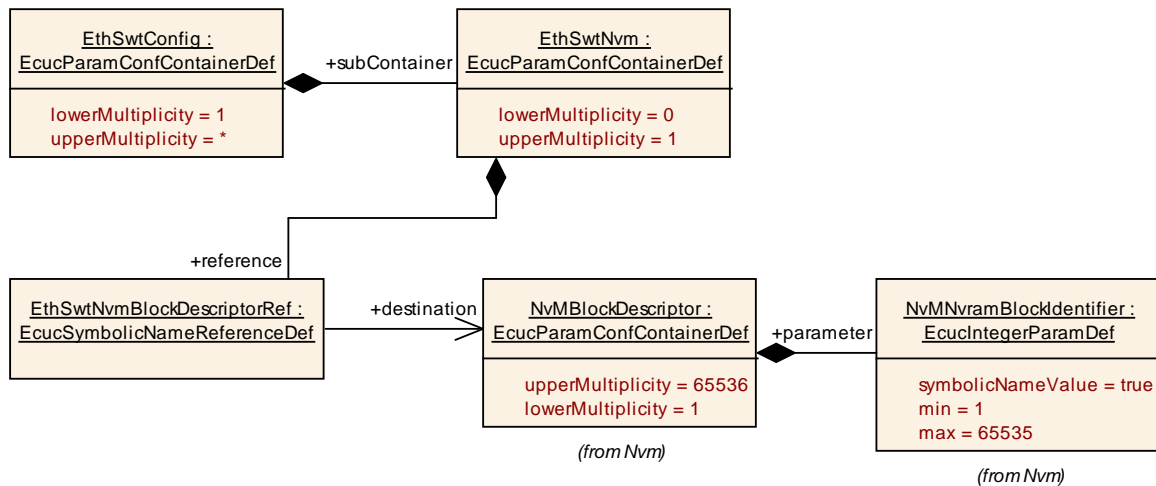 EthSwtConfig :
EcucParamConfContainerDef
lowerMultiplicity = 1
upperMultiplicity = *
+subContainer
EthSwtNvm :
EcucParamConfContainerDef
lowerMultiplicity = 0
upperMultiplicity = 1
+reference
EthSwtNvmBlockDescriptorRef :
EcucSymbolicNameReferenceDef
+destination
NvMBlockDescriptor :
EcucParamConfContainerDef
upperMultiplicity = 65536
lowerMultiplicity = 1
(from Nvm)
+parameter
NvMNvramBlockIdentifier :
EcucIntegerParamDef
symbolicNameValue = true
min = 1
max = 65535
(from Nvm)